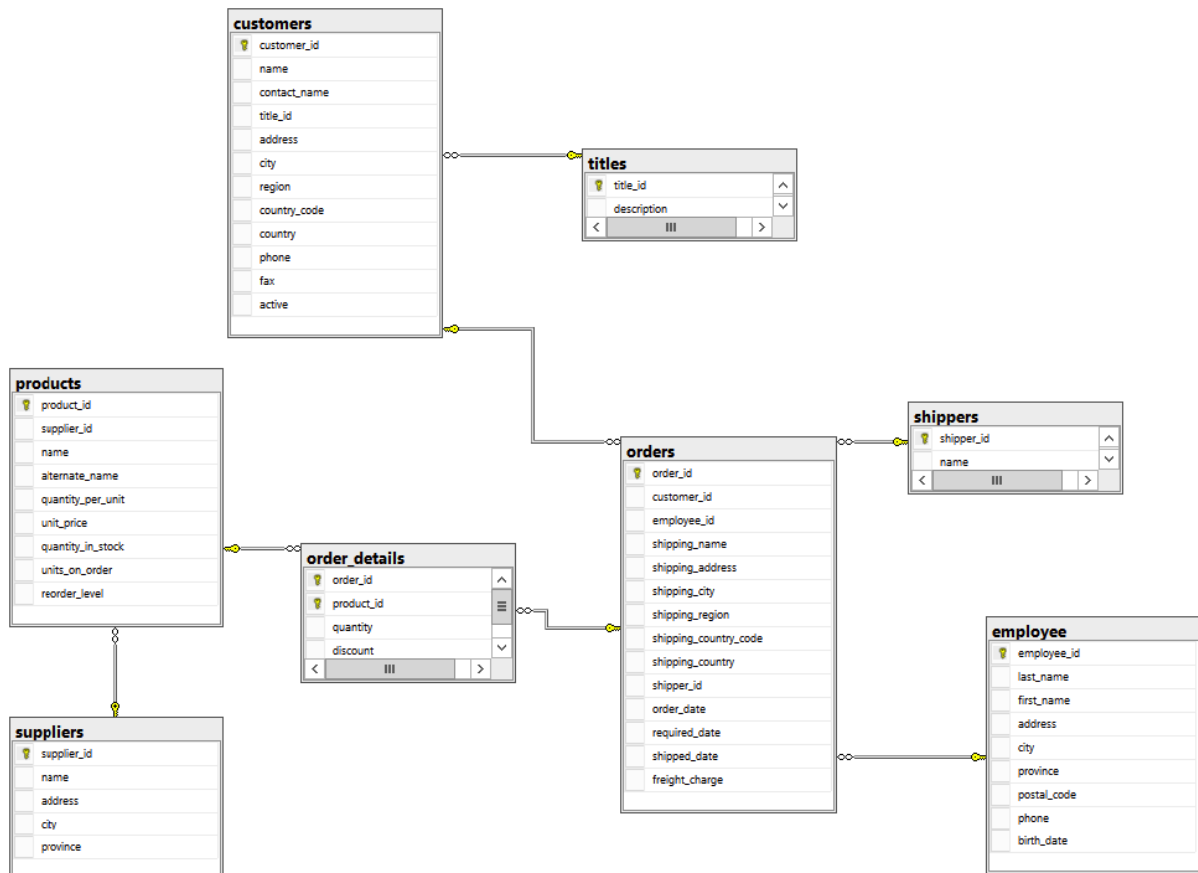 customers
customer_id
name
contact_name
title_id
address
city
region
country_code
country
phone
fax
active
titles
title_id
description
products
product_id
supplier_id
name
alternate_name
quantity_per_unit
unit_price
quantity_in_stock
units_on_order
reorder_level
shippers
shipper_id
name
orders
order_id
customer_id
employee_id
shipping_name
shipping_address
shipping_city
shipping_region
shipping_country_code
shipping_country
shipper_id
order_date
required_date
shipped_date
freight_charge
order_details
order_id
product_id
quantity
discount
employee
employee_id
last_name
first_name
address
city
province
postal_code
phone
birth_date
suppliers
supplier_id
name
address
city
province